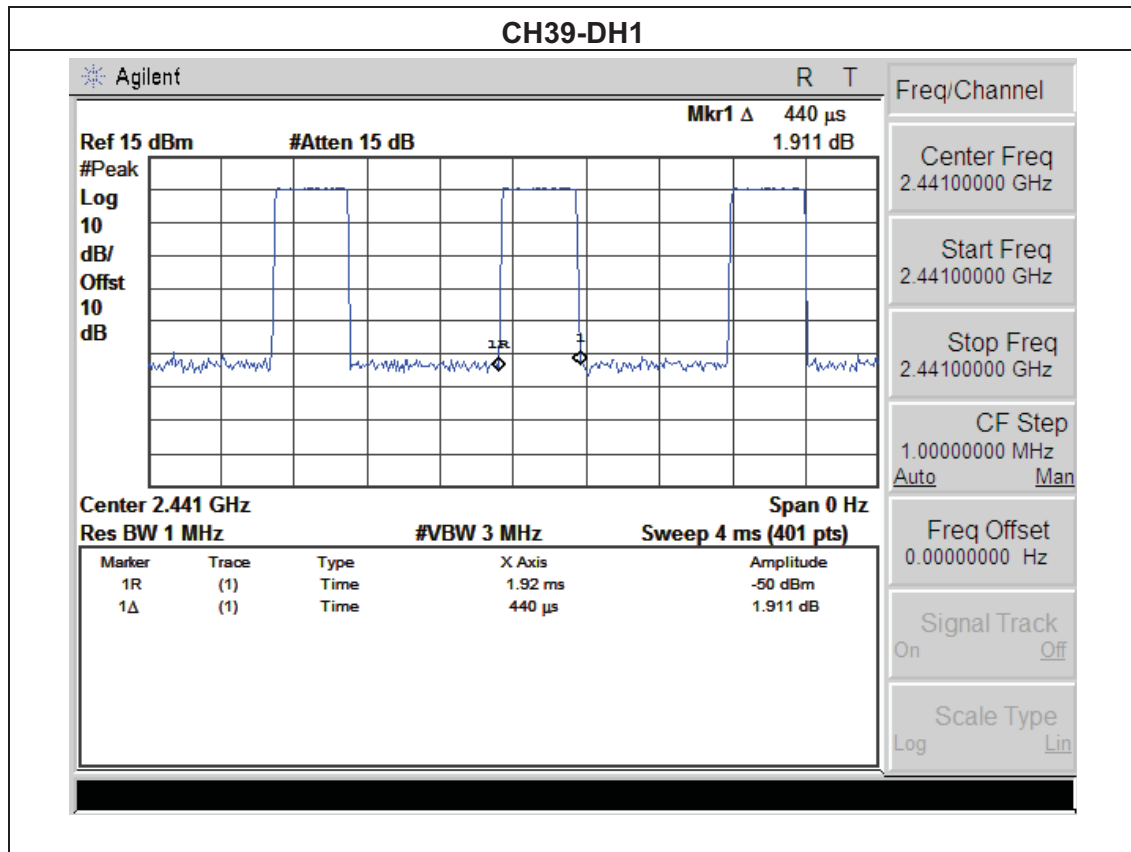 CH39-DH1
Agilent R T
Mkr1 Δ 440 μs
Ref 15 dBm #Atten 15 dB 1.911 dB
#Peak
Log
10
dB/
Offst
10
dB
1R
1
Center 2.441 GHz Span 0 Hz
Res BW 1 MHz #VBW 3 MHz Sweep 4 ms (401 pts)
Marker Trace Type X Axis Amplitude
1R (1) Time 1.92 ms -50 dBm
1Δ (1) Time 440 μs 1.911 dB
Freq/Channel
Center Freq
2.44100000 GHz
Start Freq
2.44100000 GHz
Stop Freq
2.44100000 GHz
CF Step
1.00000000 MHz
Auto Man
Freq Offset
0.00000000 Hz
Signal Track
On Off
Scale Type
Log Lin